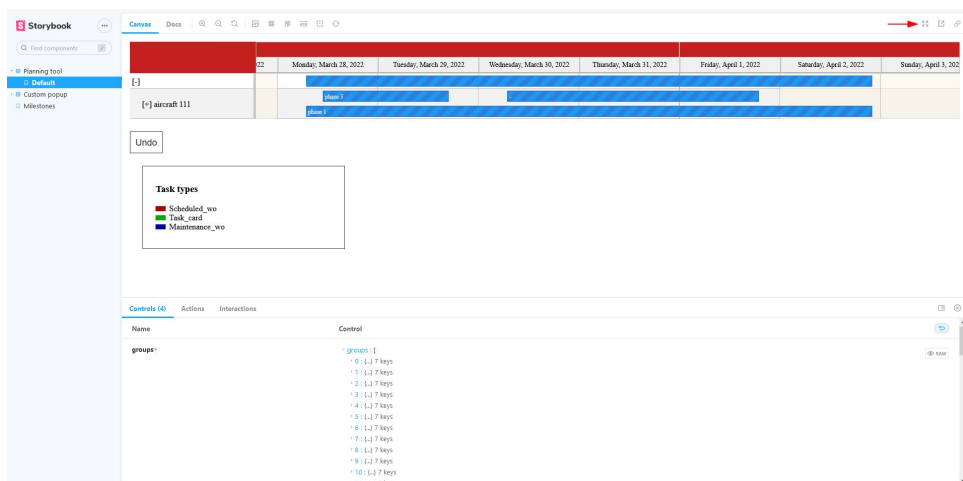 Storybook
Canvas Docs
Find components /
Planning tool
Default
Custom popup
Milestones
22 Monday, March 28, 2022 Tuesday, March 29, 2022 Wednesday, March 30, 2022 Thursday, March 31, 2022 Friday, April 1, 2022 Saturday, April 2, 2022 Sunday, April 3, 202
[-]
[+] aircraft 111
phase 3
-
phase 1
Undo
Task types
Scheduled_wo
Task_card
Maintenance_wo
Controls (4) Actions Interactions
Name Control
groups* groups : [ RAW
0 : {...} 7 keys
1 : {...} 7 keys
2 : {...} 7 keys
3 : {...} 7 keys
4 : {...} 7 keys
5 : {...} 7 keys
6 : {...} 7 keys
7 : {...} 7 keys
8 : {...} 7 keys
9 : {...} 7 keys
10 : {...} 7 keys